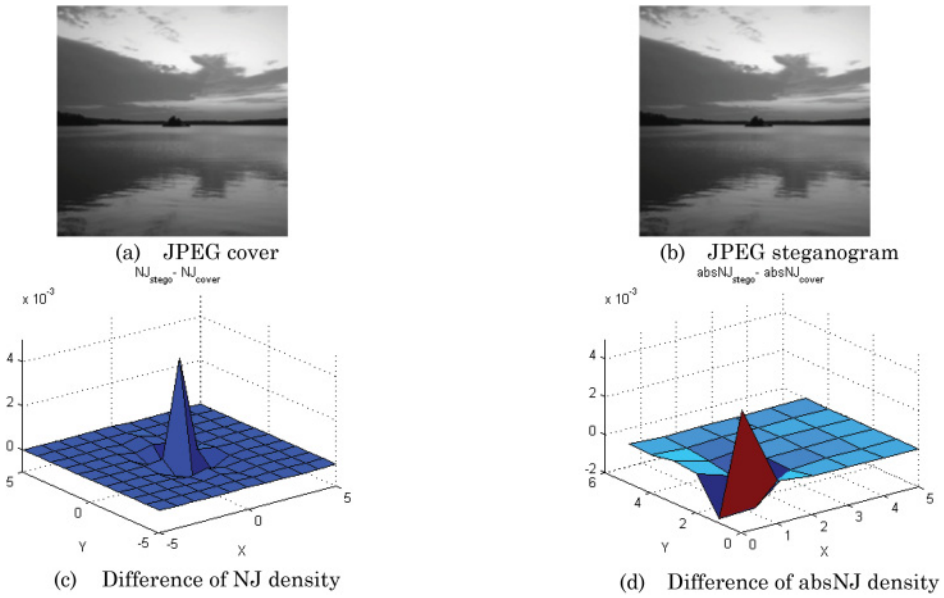 (a) JPEG cover
(b) JPEG steganogram
NJstego- NJcover
x 10-3
4
2
0
5
0
-5
Y
-5
0
5
X
absNJstego- absNJcover
x 10-3
4
2
0
-2
6
4
2
0
Y
0
1
2
3
4
5
X
(c) Difference of NJ density
(d) Difference of absNJ density